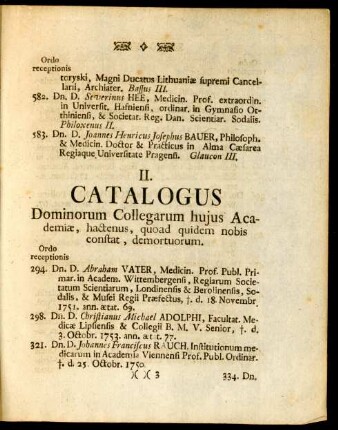 Ordo
receptionis
toryski, Magni Ducatus Lithuaniæ supremi Cancel-
larii, Archiater. Bassus III.
582. Dn. D. Severinus HEE, Medicin. Prof. extraordin.
in Universit. Hafniensi, ordinar. in Gymnasio Ot-
thiniensi, & Societat. Reg. Dan. Scientiar. Sodalis.
Philoxenus II.
583. Dn. D. Joannes Henricus Josephus BAUER, Philosoph.
& Medicin. Doctor & Practicus in Alma Cæsarea
Regiaque Universitate Pragensi. Glaucon III.
II.
CATALOGUS
Dominorum Collegarum hujus Aca-
demiæ, hactenus, quoad quidem nobis
constat, demortuorum.
Ordo
receptionis
294. Dn. D. Abraham VATER, Medicin. Prof. Publ. Pri-
mar. in Academ. Wittembergensi, Regiarum Socie-
tatum Scientiarum, Londinensis & Berolinensis, So-
dalis, & Musei Regii Præfectus, †. d. 18. Novembr.
1751. ann. ætat. 69.
298. Dn. D. Christianus Michael ADOLPHI, Facultat. Me-
dicæ Lipsiensis & Collegii B. M. V. Senior, †. d.
3. Octobr. 1753. ann. æt. 77.
321. Dn. D. Johannes Franciscus RAUCH, Institutionum me-
dicarum in Academia Viennensi Prof. Publ. Ordinar.
†. d. 25. Octobr. 1750.
)( )( 3 334. Dn.